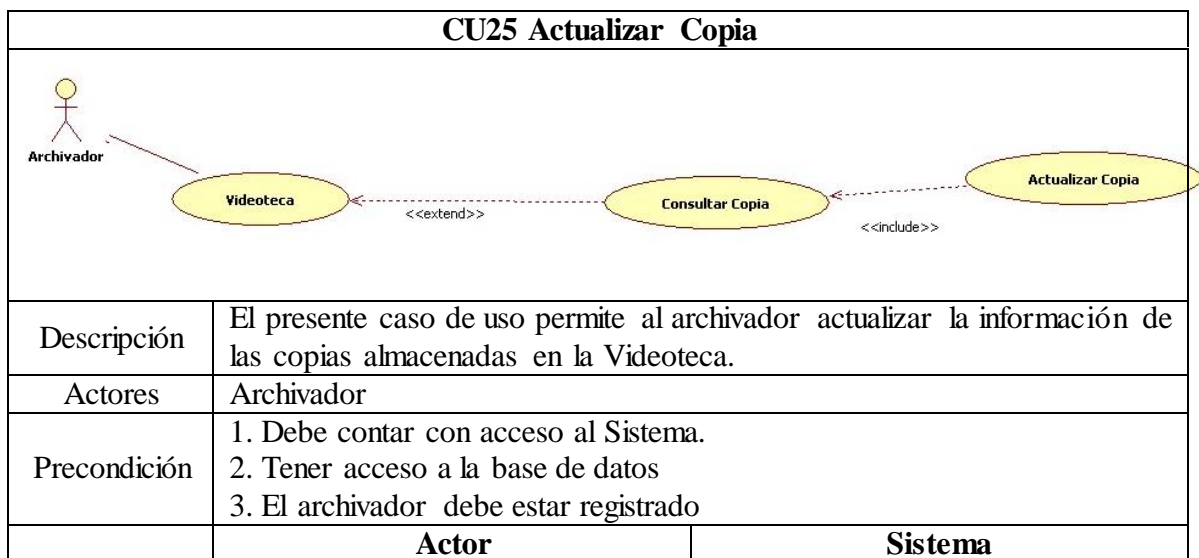 CU25 Actualizar Copia
Archivador
Videoteca
<<extend>>
Consultar Copia
<<include>>
Actualizar Copia
Descripción
El presente caso de uso permite al archivador actualizar la información de
las copias almacenadas en la Videoteca.
Actores
Archivador
Precondición
1. Debe contar con acceso al Sistema.
2. Tener acceso a la base de datos
3. El archivador debe estar registrado
Actor
Sistema